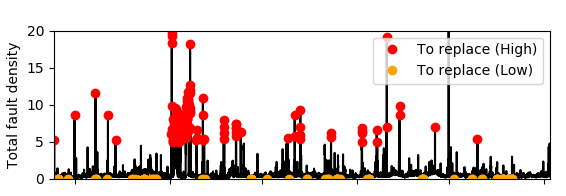 20
15
10
5
0
Total fault density
To replace (High)
To replace (Low)